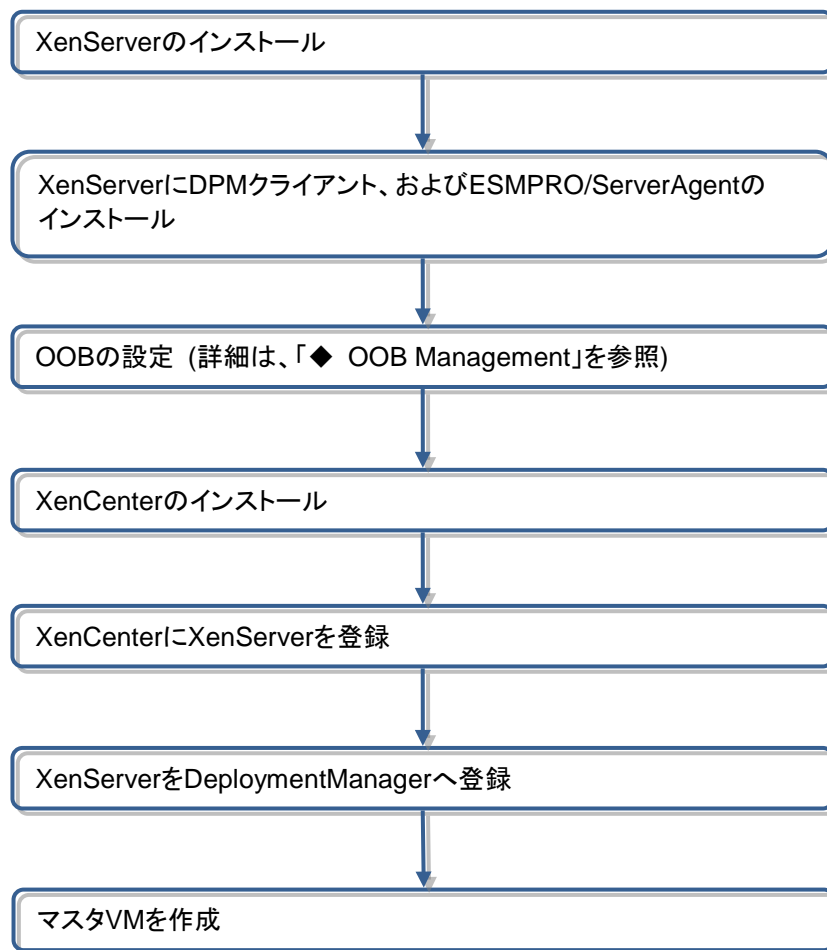 XenServerのインストール
XenServerにDPMクライアント、およびESMPRO/ServerAgentの
インストール
OOBの設定 (詳細は、「◆ OOB Management」を参照)
XenCenterのインストール
XenCenterにXenServerを登録
XenServerをDeploymentManagerへ登録
マスタVMを作成